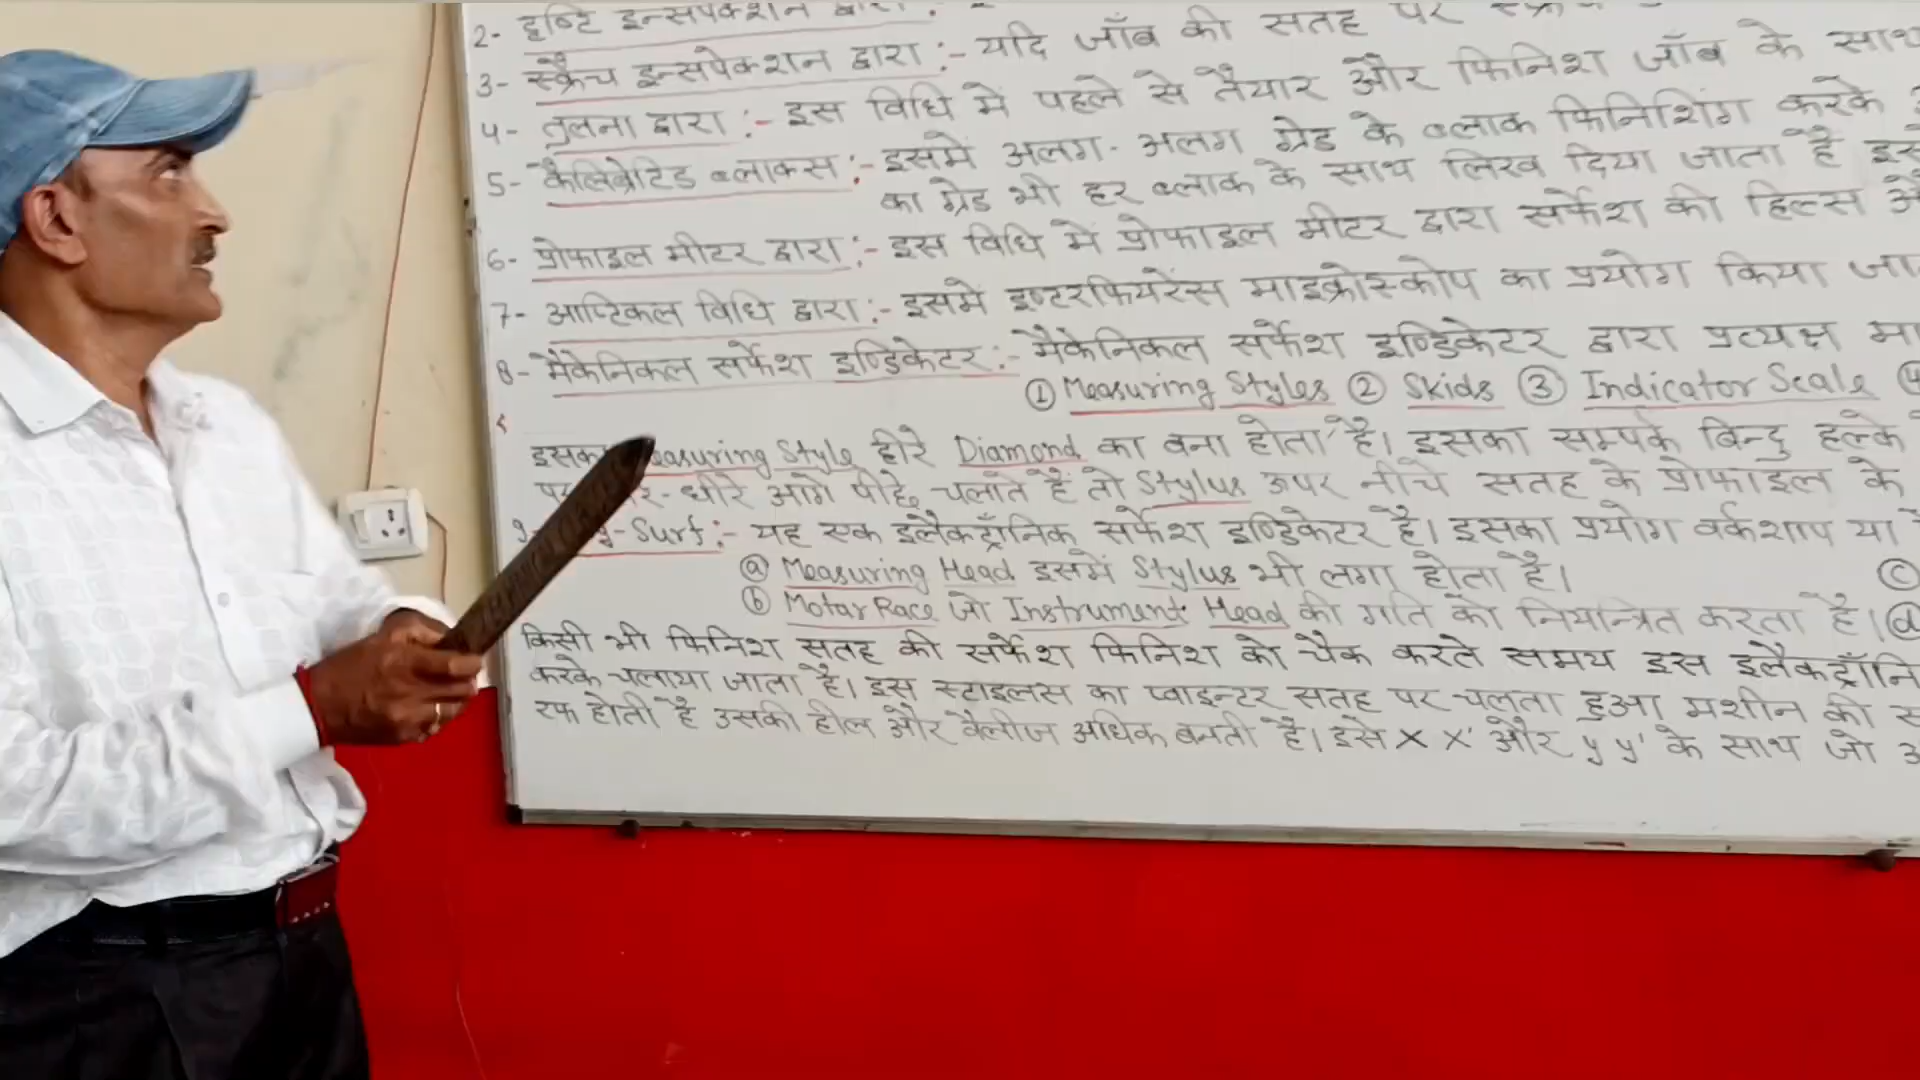 2- दृष्टि इन्सपेक्शन द्वारा :-
3- स्क्रैच इन्सपेक्शन द्वारा :- यदि जॉब की सतह पर
4- तुलना द्वारा :- इस विधि में पहले से तैयार और फिनिश जॉब के साथ
5- कैलिब्रेटिड ब्लाक्स :- इसमे अलग-अलग ग्रेड के ब्लाक फिनिशिंग करके
का ग्रेड भी हर ब्लाक के साथ लिख दिया जाता है
6- प्रोफाइल मीटर द्वारा :- इस विधि में प्रोफाइल मीटर द्वारा सर्फेश की हिल्स
7- आप्टिकल विधि द्वारा :- इसमे इण्टरफियरेंस माइक्रोस्कोप का प्रयोग किया
8- मैकेनिकल सर्फेश इण्डिकेटर :- मैकेनिकल सर्फेश इण्डिकेटर द्वारा प्रत्यक्ष
① Measuring Styles ② Skids ③ Indicator Scale
easuring Style हीरे Diamond का बना होता है। इसका सम्पर्क बिन्दु हल्के
धीरे आगे पीछे चलाते हैं तो Stylus ऊपर नीचे सतह के प्रोफाइल के
-Surf :- यह एक इलैक्ट्रॉनिक सर्फेश इण्डिकेटर है। इसका प्रयोग वर्कशाप या
ⓐ Measuring Head इसमें Stylus भी लगा होता है। ©
ⓑ Motar Race जो Instrument Head की गति को नियन्त्रित करता है। ⓓ
किसी भी फिनिश सतह की सर्फेश फिनिश को चैक करते समय इस इलैक्ट्रॉनि
करके चलाया जाता है। इस स्टाइलस का प्वाइन्टर सतह पर चलता हुआ मशीन की
रफ होती है उसकी हील और वैलीज अधिक बनती है। इसे X X' और y y' के साथ जो